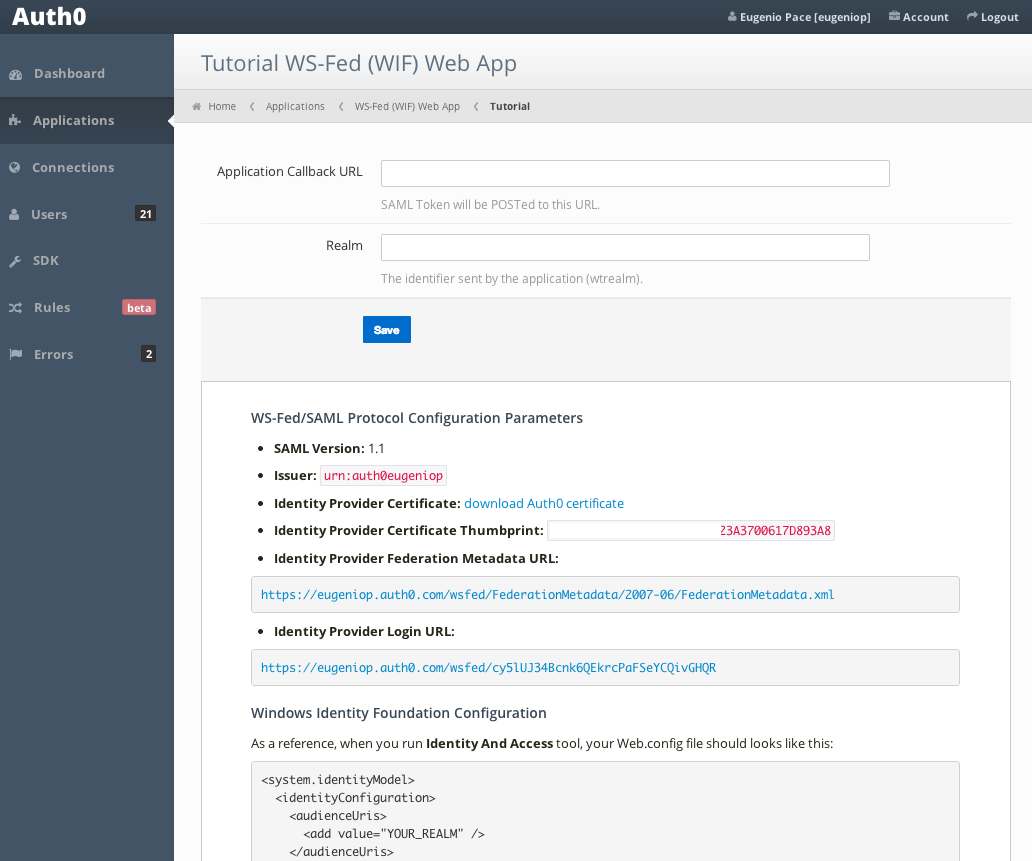 Auth0
Eugenio Pace [eugeniop] Account Logout
Dashboard
Applications
Connections
Users 21
SDK
Rules beta
Errors 2
Tutorial WS-Fed (WIF) Web App
Home Applications WS-Fed (WIF) Web App Tutorial
Application Callback URL
SAML Token will be POSTed to this URL.
Realm
The identifier sent by the application (wtrealm).
Save
WS-Fed/SAML Protocol Configuration Parameters
SAML Version: 1.1
Issuer: urn:auth0eugeniop
Identity Provider Certificate: download Auth0 certificate
Identity Provider Certificate Thumbprint: 23A3700617D893A8
Identity Provider Federation Metadata URL:
https://eugeniop.auth0.com/wsfed/FederationMetadata/2007-06/FederationMetadata.xml
Identity Provider Login URL:
https://eugeniop.auth0.com/wsfed/cy5lUJ34Bcnk6QEkrcPaFSeYCQivGHQR
Windows Identity Foundation Configuration
As a reference, when you run Identity And Access tool, your Web.config file should looks like this:
<system.identityModel>
<identityConfiguration>
<audienceUris>
<add value="YOUR_REALM" />
</audienceUris>